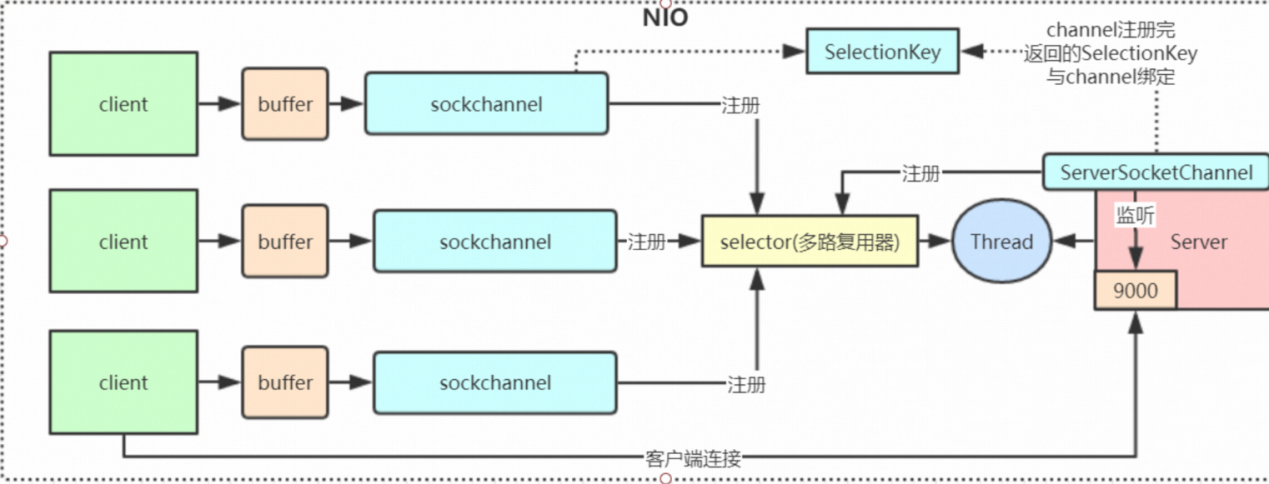 NIO
channel注册完
返回的SelectionKey
与channel绑定
SelectionKey
client
buffer
sockchannel
注册
ServerSocketChannel
注册
监听
client
buffer
sockchannel
注册
selector(多路复用器)
Thread
Server
9000
client
buffer
sockchannel
注册
客户端连接